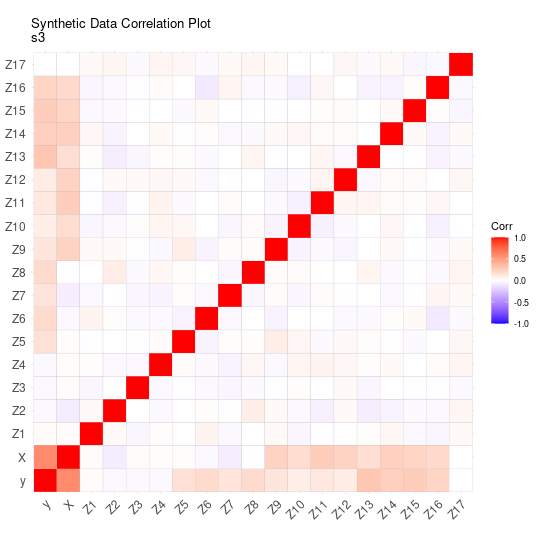 Synthetic Data Correlation Plot
s3
Z17
Z16
Z15
Z14
Z13
Z12
Z11
Z10
Z9
Z8
Z7
Z6
Z5
Z4
Z3
Z2
Z1
X
y
y X Z1 Z2 Z3 Z4 Z5 Z6 Z7 Z8 Z9 Z10 Z11 Z12 Z13 Z14 Z15 Z16 Z17
Corr
1.0
0.5
0.0
-0.5
-1.0